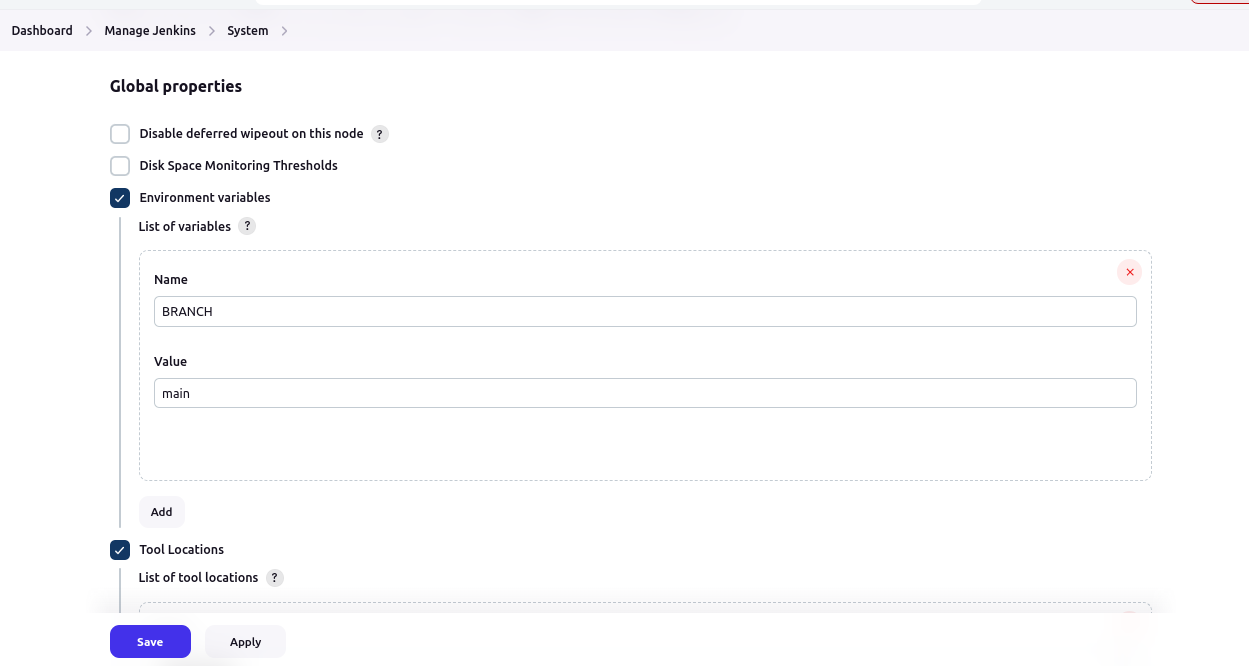 Dashboard > Manage Jenkins > System >
Global properties
Disable deferred wipeout on this node ?
Disk Space Monitoring Thresholds
Environment variables
List of variables ?
Name
BRANCH
Value
main
Add
Tool Locations
List of tool locations ?
Save Apply